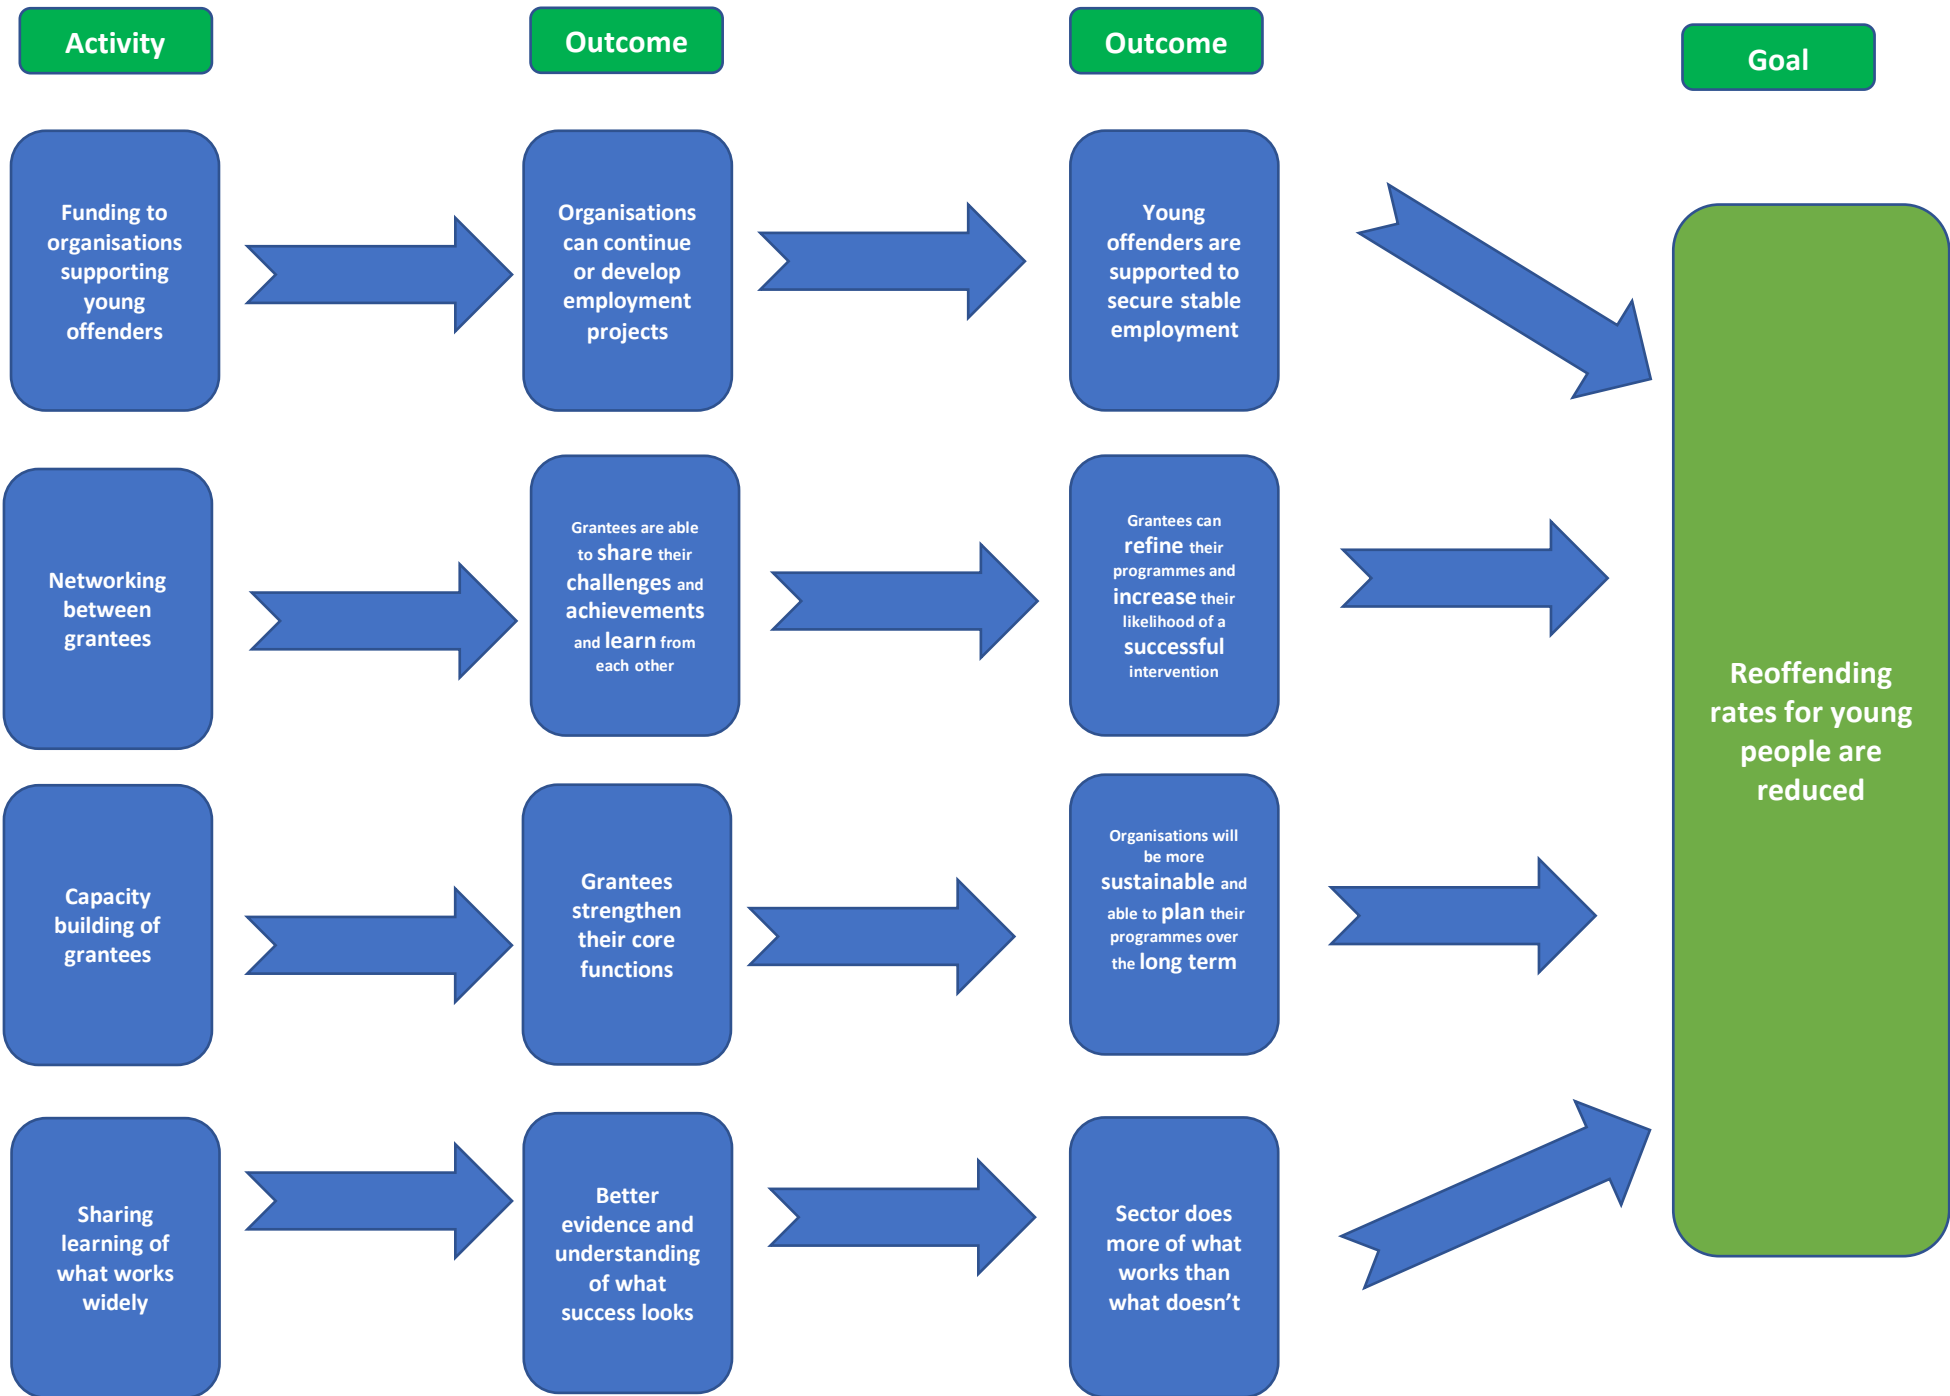 Activity
Outcome
Outcome
Goal
Funding to
organisations
supporting
young
offenders
Organisations
can continue
or develop
employment
projects
Young
offenders are
supported to
secure stable
employment
Networking
between
grantees
Grantees are able
to share their
challenges and
achievements
and learn from
each other
Grantees can
refine their
programmes and
increase their
likelihood of a
successful
intervention
Reoffending
rates for young
people are
reduced
Capacity
building of
grantees
Grantees
strengthen
their core
functions
Organisations will
be more
sustainable and
able to plan their
programmes over
the long term
Sharing
learning of
what works
widely
Better
evidence and
understanding
of what
success looks
Sector does
more of what
works than
what doesn’t